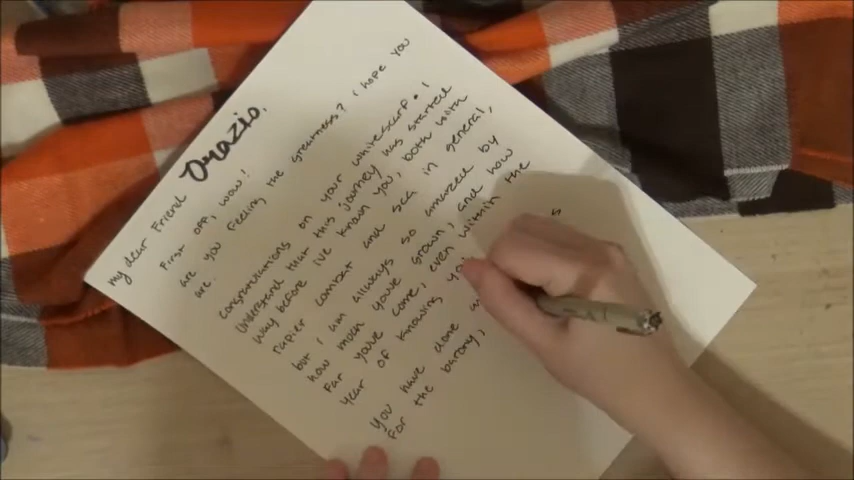 my dear Friend Orazio,
First off, wow!
are you feeling the greatness? I hope you
are.
Congratulations on your whitescarf. I
understand that this journey has started
way before I've known you, both with
rapier combat and sca in general,
but I am allways so amazed by
how much you've grown, and how
far you've come, even within the
year of knowing
You have done
for the barony,